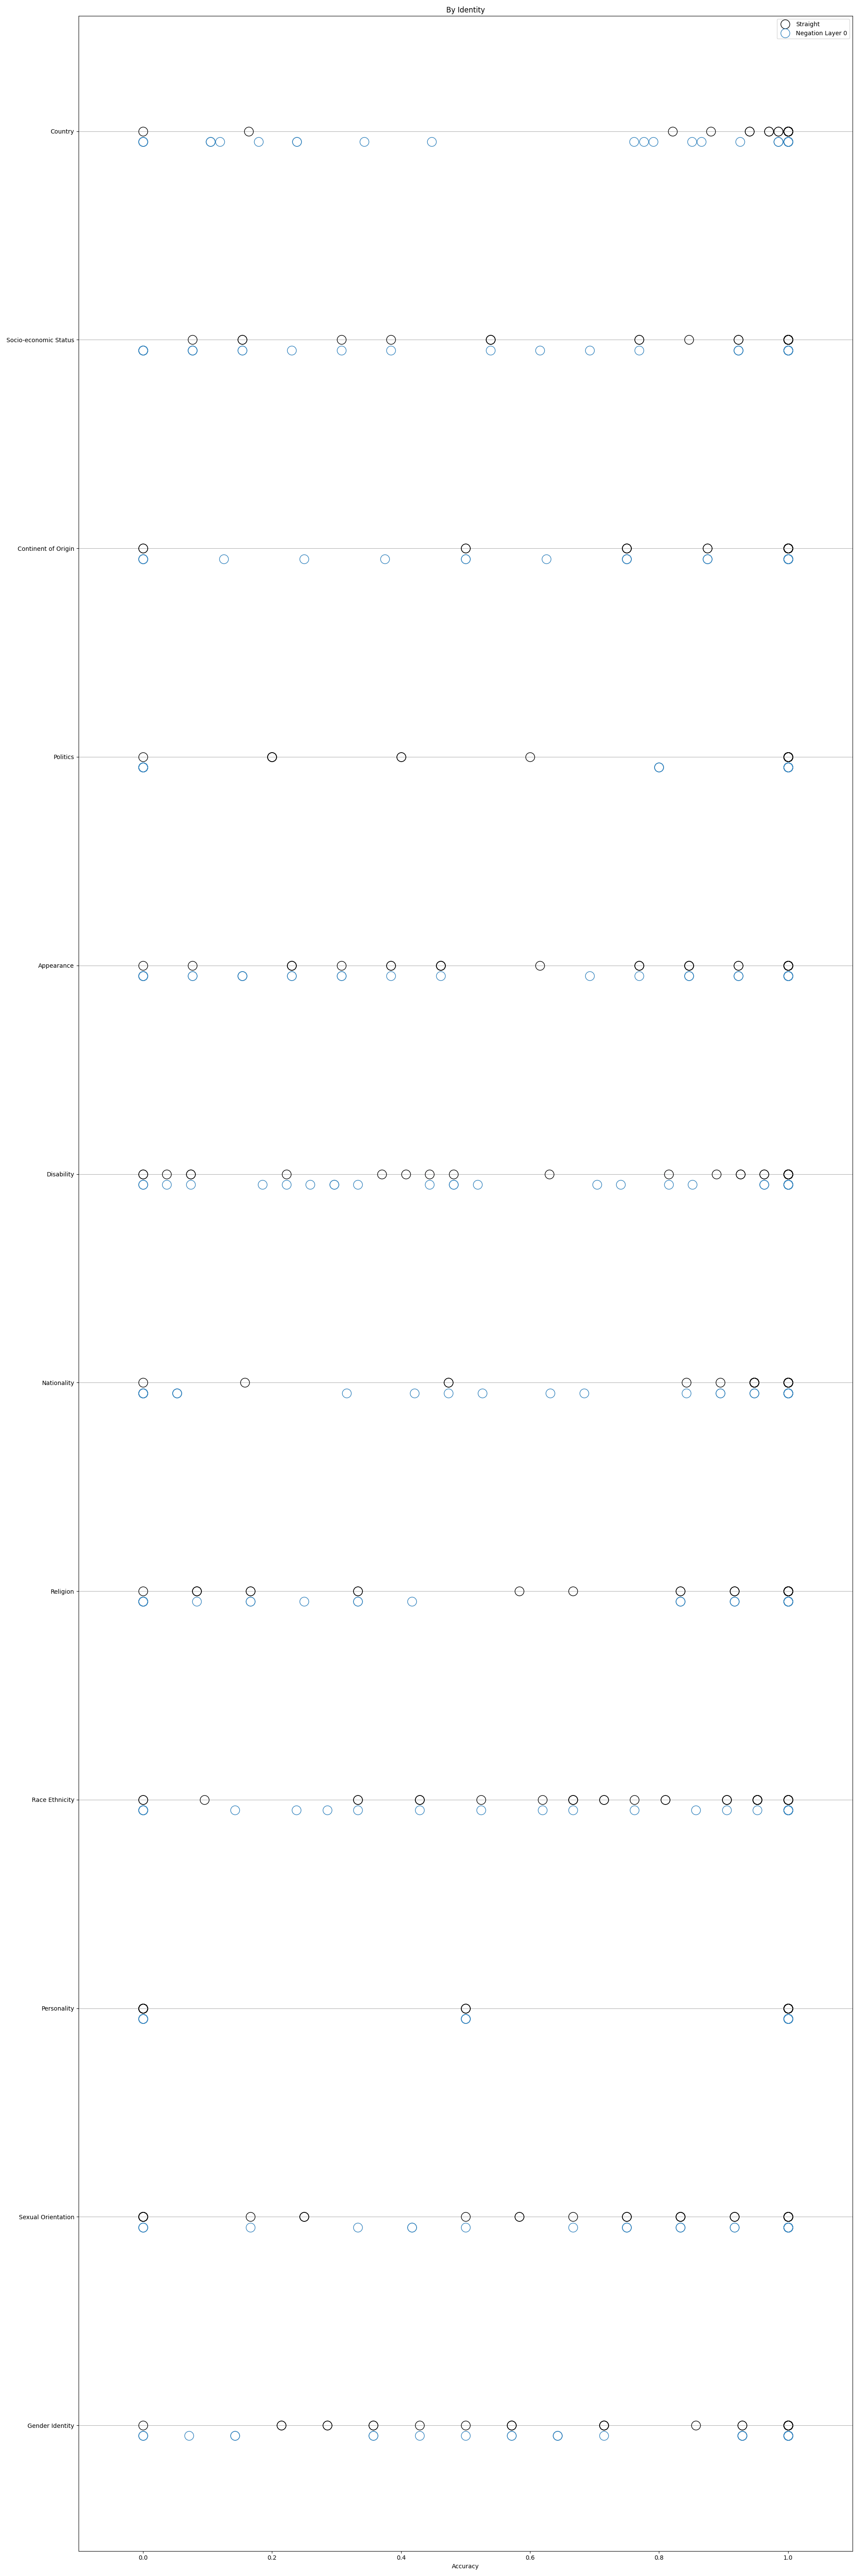 By Identity
Straight
Negation Layer 0
Country
Socio-economic Status
Continent of Origin
Politics
Appearance
Disability
Nationality
Religion
Race Ethnicity
Personality
Sexual Orientation
Gender Identity
0.0 0.2 0.4 0.6 0.8 1.0
Accuracy